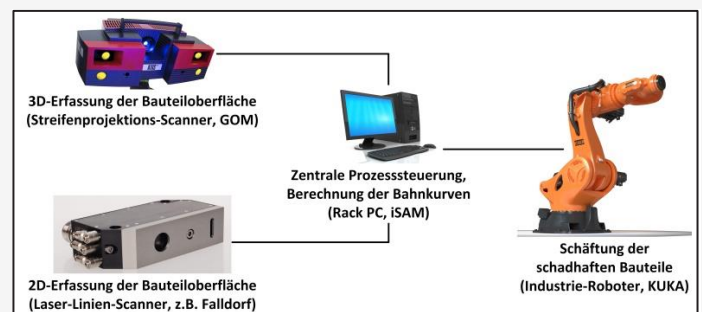 3D-Erfassung der Bauteiloberfläche
(Streifenprojektions-Scanner, GOM)
Zentrale Prozesssteuerung,
Berechnung der Bahnkurven
(Rack PC, iSAM)
2D-Erfassung der Bauteiloberfläche
(Laser-Linien-Scanner, z.B. Falldorf)
Schäftung der
schadhaften Bauteile
(Industrie-Roboter, KUKA)